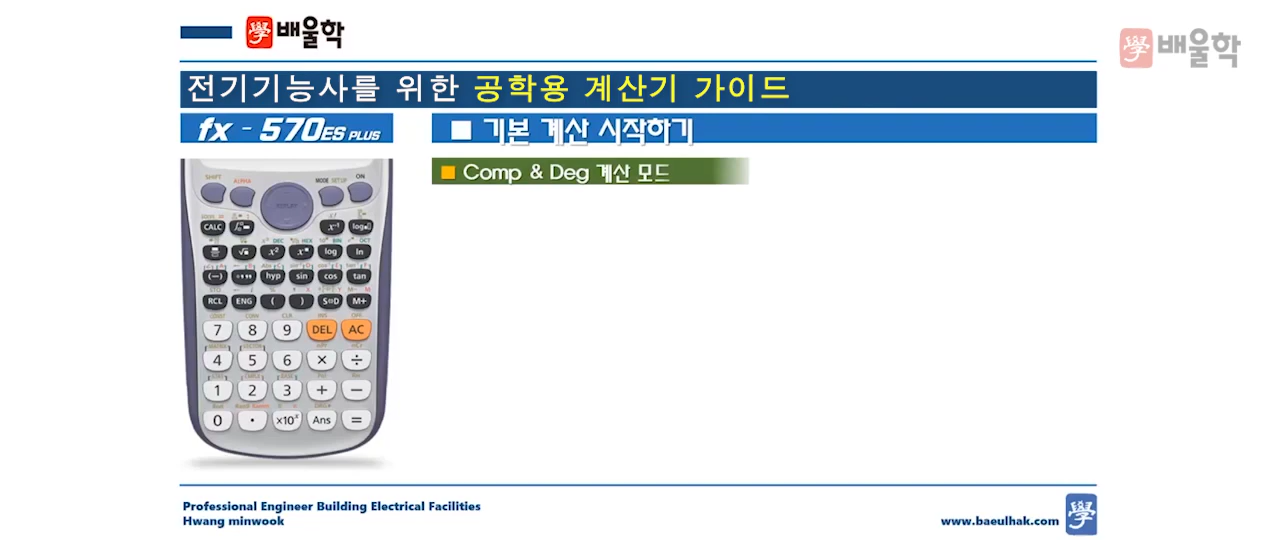 學 배울학
學 배울학
전기기능사를 위한 공학용 계산기 가이드
fx - 570ES PLUS
기본 계산 시작하기
Comp & Deg 계산 모드
SHIFT ALPHA MODE SETUP ON
REPLAY
CALC x⁻¹
x² log ln
(−) hyp sin cos tan
RCL ENG ( ) S⇔D M+
7 8 9 DEL AC
4 5 6 × ÷
1 2 3 + −
0 . ×10ˣ Ans =
Professional Engineer Building Electrical Facilities
Hwang minwook
www.baeulhak.com 學